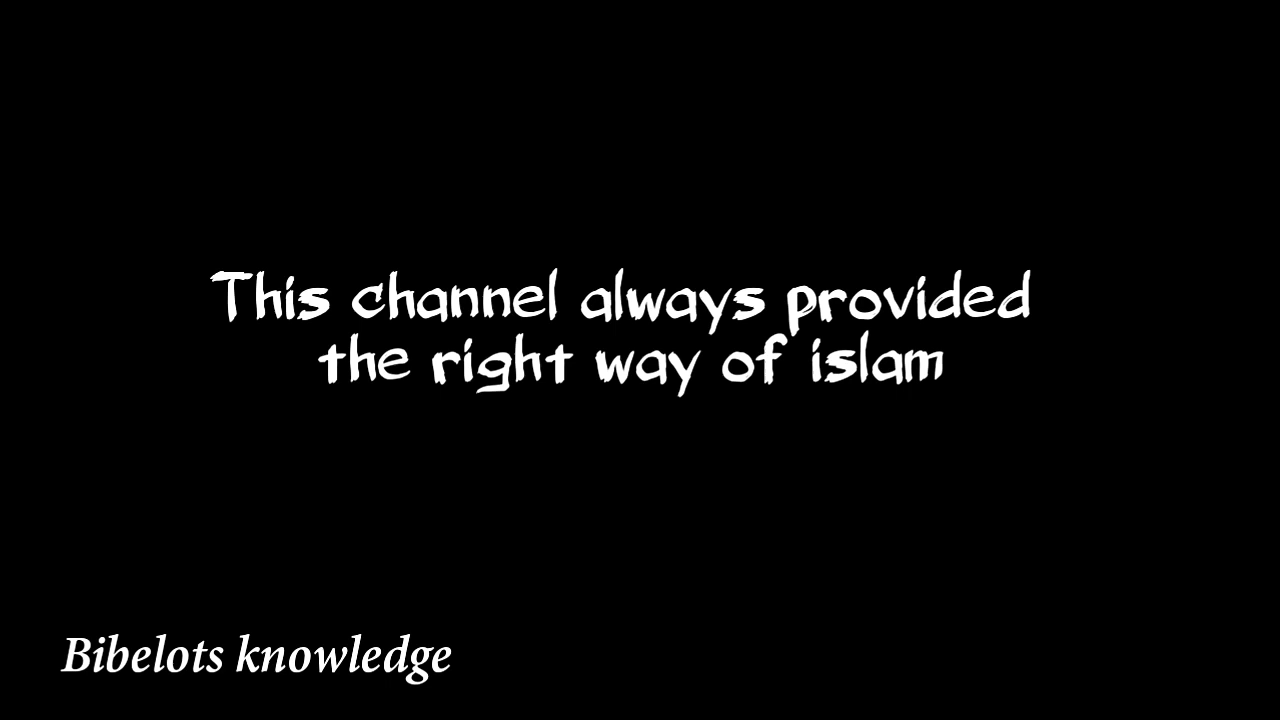 This channel always provided
the right way of islam
Bibelots knowledge